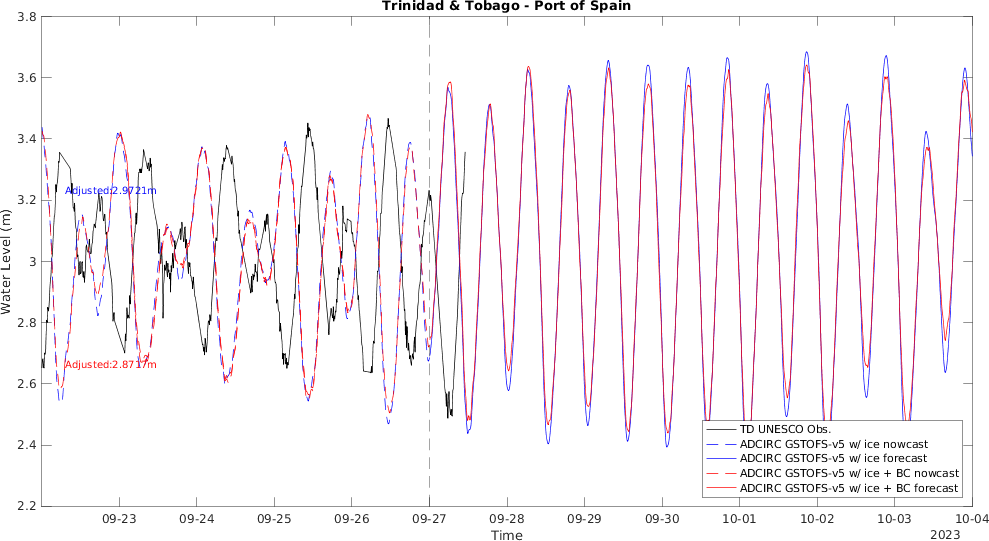 Trinidad & Tobago - Port of Spain
3.8
3.6
3.4
3.2
3
2.8
2.6
2.4
2.2
Water Level (m)
Adjusted:2.9721m
Adjusted:2.8717m
TD UNESCO Obs.
ADCIRC GSTOFS-v5 w/ ice nowcast
ADCIRC GSTOFS-v5 w/ ice forecast
ADCIRC GSTOFS-v5 w/ ice + BC nowcast
ADCIRC GSTOFS-v5 w/ ice + BC forecast
09-23 09-24 09-25 09-26 09-27 09-28 09-29 09-30 10-01 10-02 10-03 10-04
Time
2023